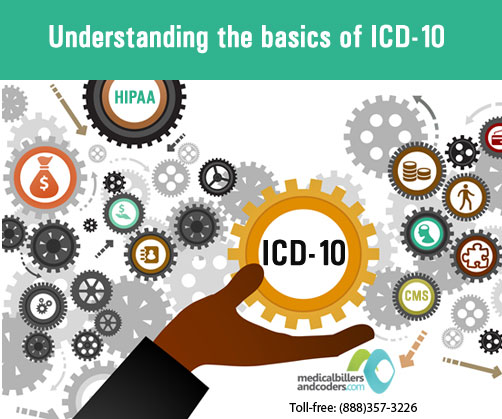 Understanding the basics of ICD-10
HIPAA
$
ICD-10
CMS
medicalbillers
andcoders.com
Toll-free: (888)357-3226